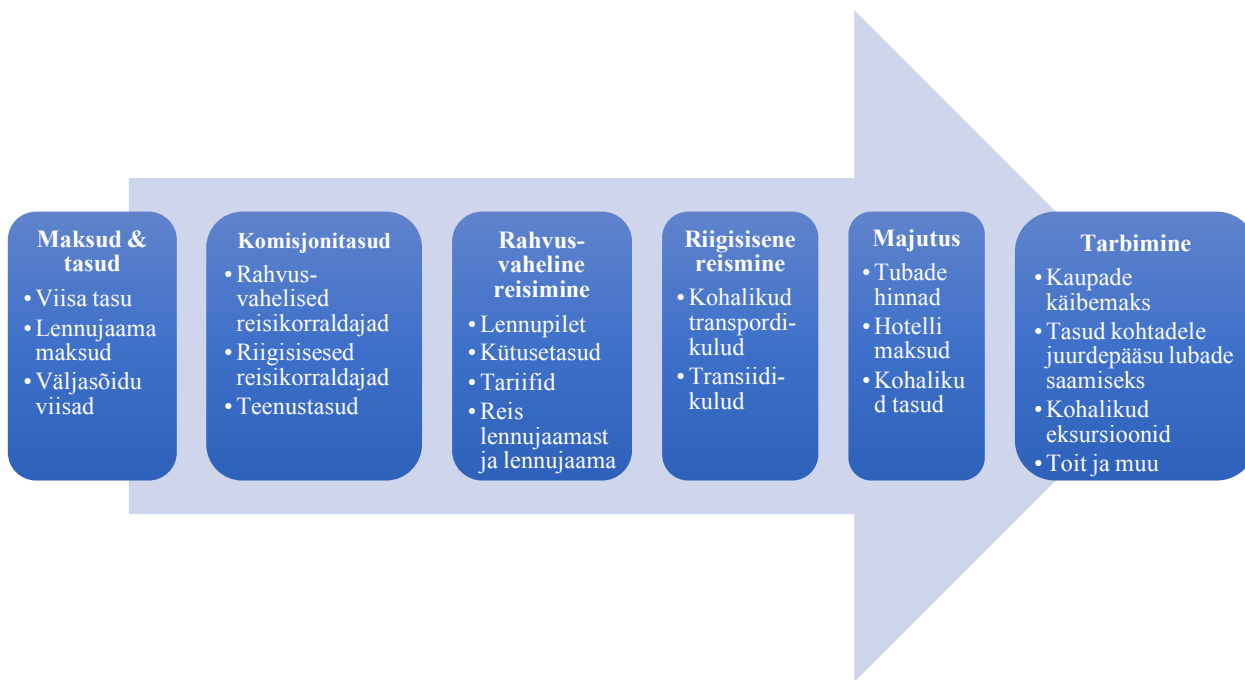 Maksud &
tasud
• Viisa tasu
• Lennujaama
maksud
• Väljasõidu
viisad
Komisjonitasud
• Rahvus-
vahelised
reisikorraldajad
• Riigisisesed
reisikorraldajad
• Teenustasud
Rahvus-
vaheline
reisimine
• Lennupilet
• Kütusetasud
• Tariifid
• Reis
lennujaamast
ja lennujaama
Riigisisene
reismine
• Kohalikud
transpordi-
kulud
• Transiidi-
kulud
Majutus
• Tubade
hinnad
• Hotelli
maksud
• Kohaliku
d tasud
Tarbimine
• Kaupade
käibemaks
• Tasud kohtadele
juurdepääsu lubade
saamiseks
• Kohalikud
eksursioonid
• Toit ja muu